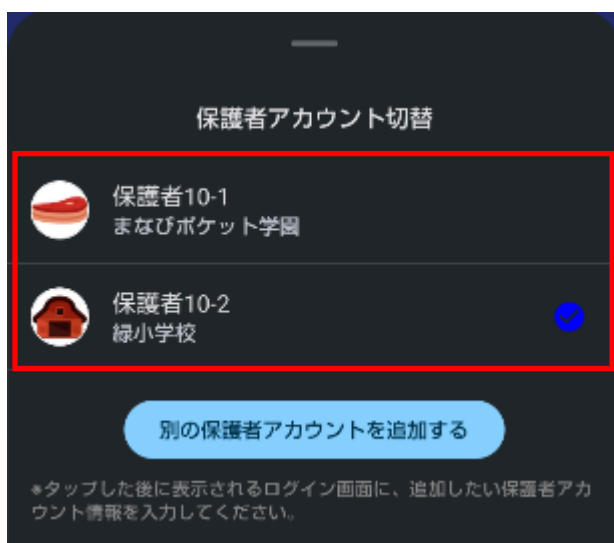 保護者アカウント切替
保護者10-1
まなびポケット学園
保護者10-2
緑小学校
別の保護者アカウントを追加する
※タップした後に表示されるログイン画面に、追加したい保護者アカ
ウント情報を入力してください。